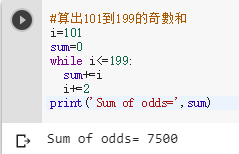 #算出101到199的奇數和
i=101
sum=0
while i<=199:
  sum+=i
  i+=2
print('Sum of odds=',sum)
Sum of odds= 7500